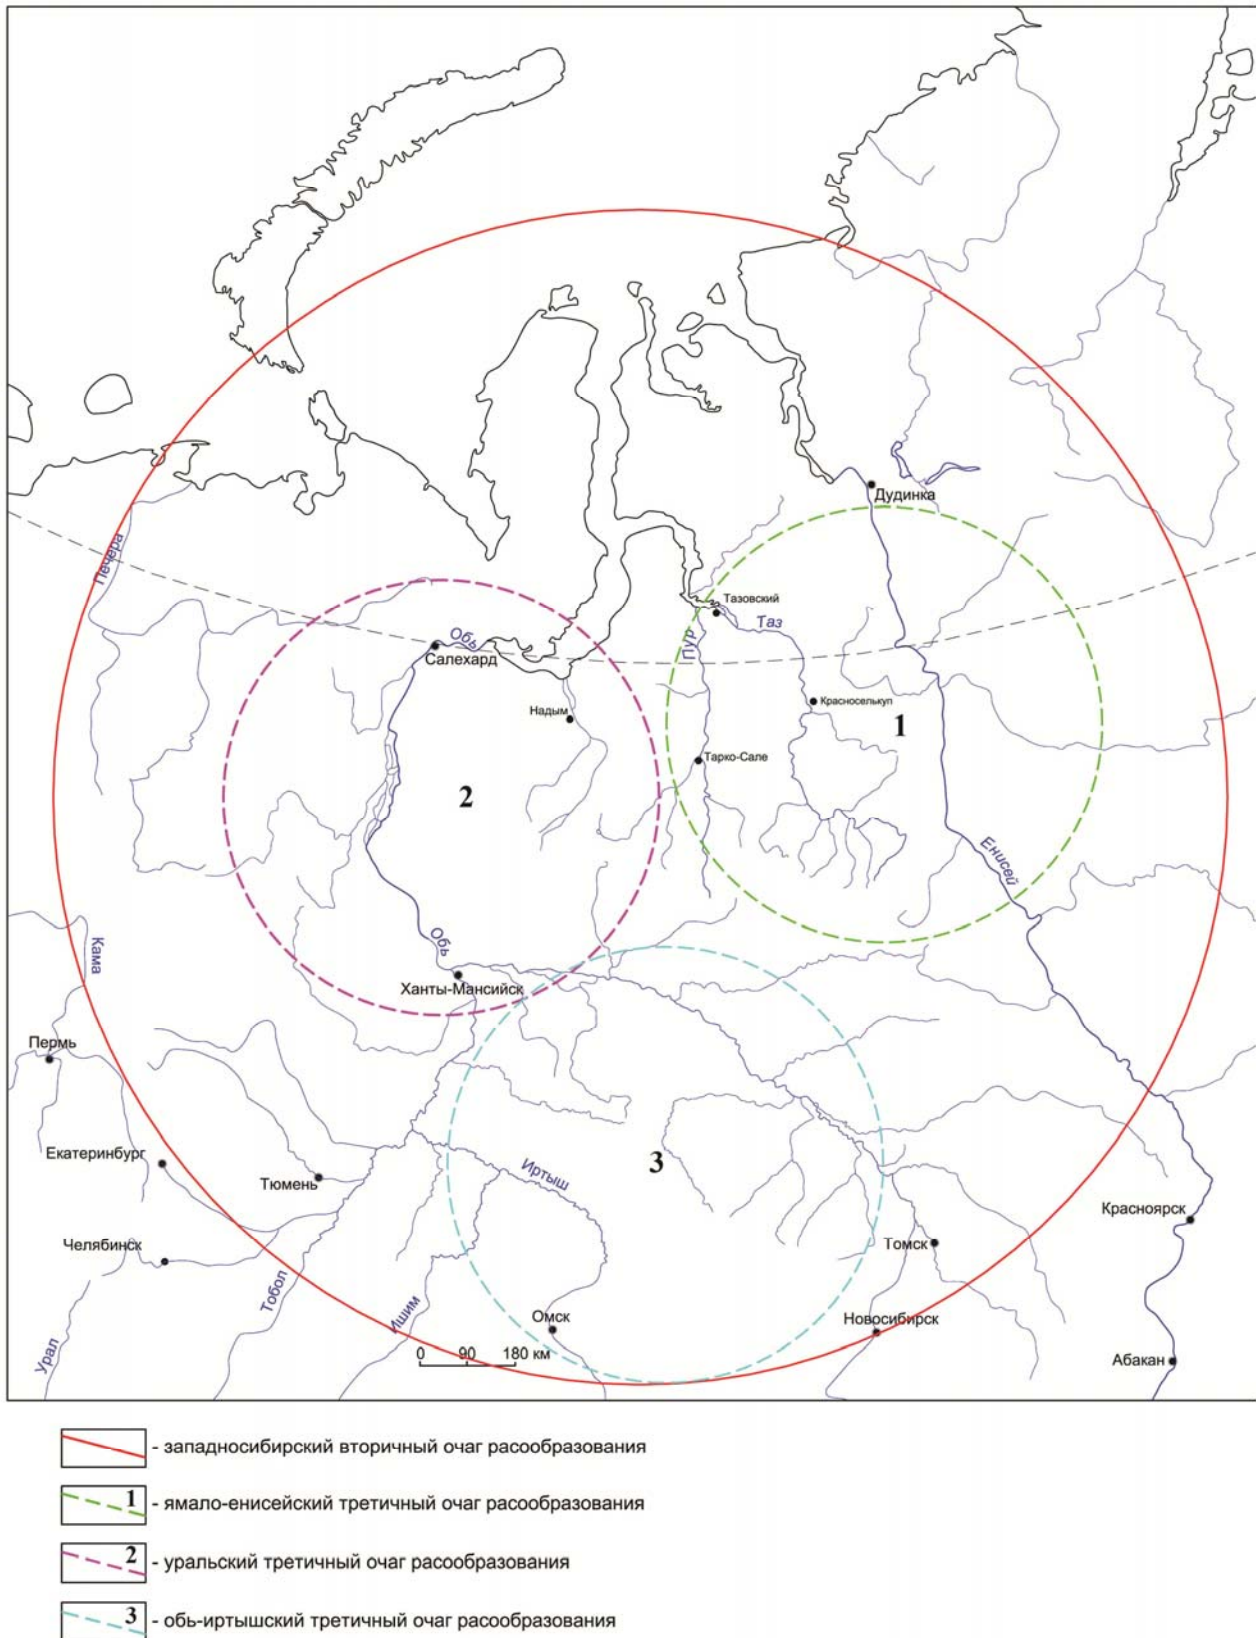 Дудинка
Печера
Тазовский
Таз
Обь
Пур
Салехард
Красноселькуп
Надым
1
Тарко-Сале
2
Енисей
Обь
Кама
Ханты-Мансийск
Пермь
Екатеринбург
3
Иртыш
Тюмень
Красноярск
Челябинск
Томск
Тобол
Ишим
Омск
Новосибирск
Урал
0 90 180 км
Абакан
- западносибирский вторичный очаг расообразования
1 - ямало-енисейский третичный очаг расообразования
2 - уральский третичный очаг расообразования
3 - обь-иртышский третичный очаг расообразования